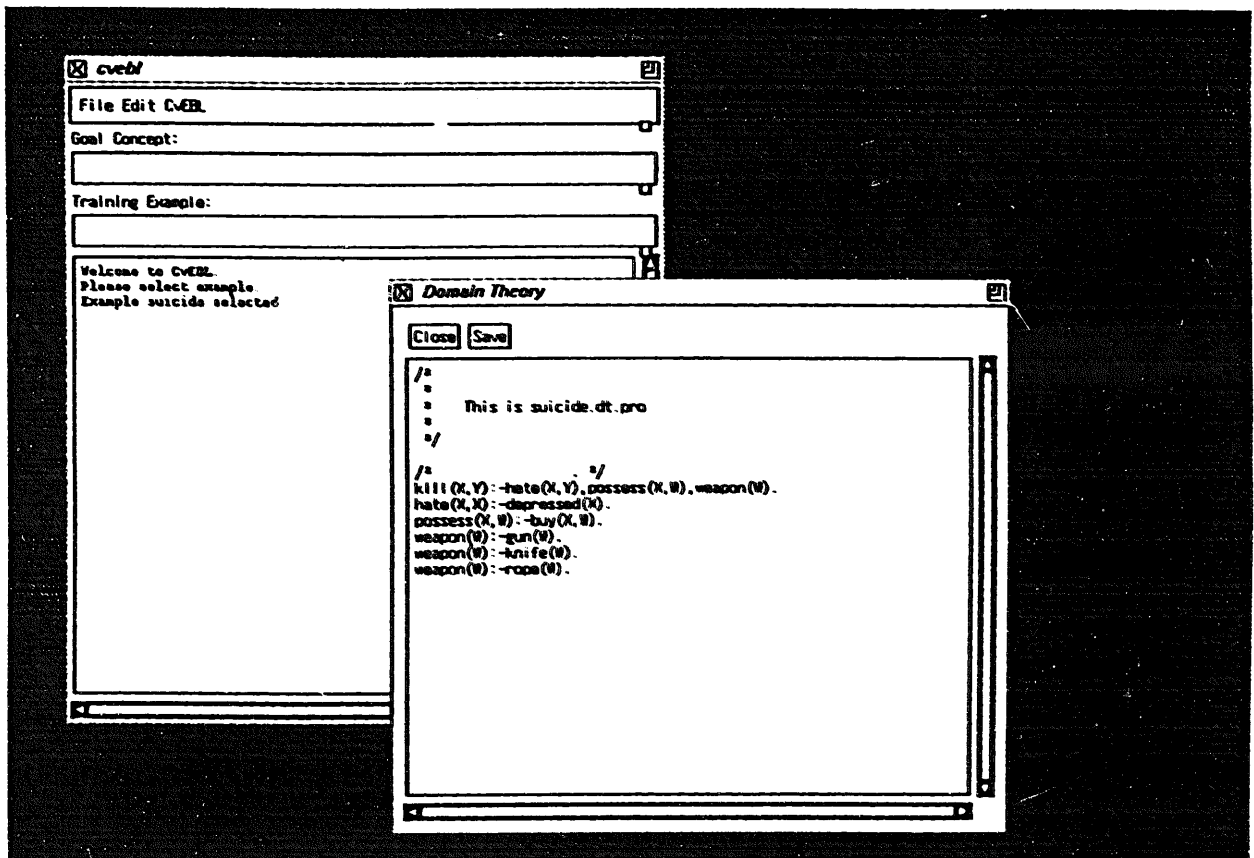 cvebl
File Edit CvEBL
Goal Concept:
Training Example:
Welcome to CvEBL.
Please select example.
Example suicide selected
Domain Theory
Close Save
/*
*
* This is suicide.dt.pro
*
*/
/* . */
kill(X,Y):-hate(X,Y),possess(X,W),weapon(W).
hate(X,X):-depressed(X).
possess(X,W):-buy(X,W).
weapon(W):-gun(W).
weapon(W):-knife(W).
weapon(W):-rope(W).